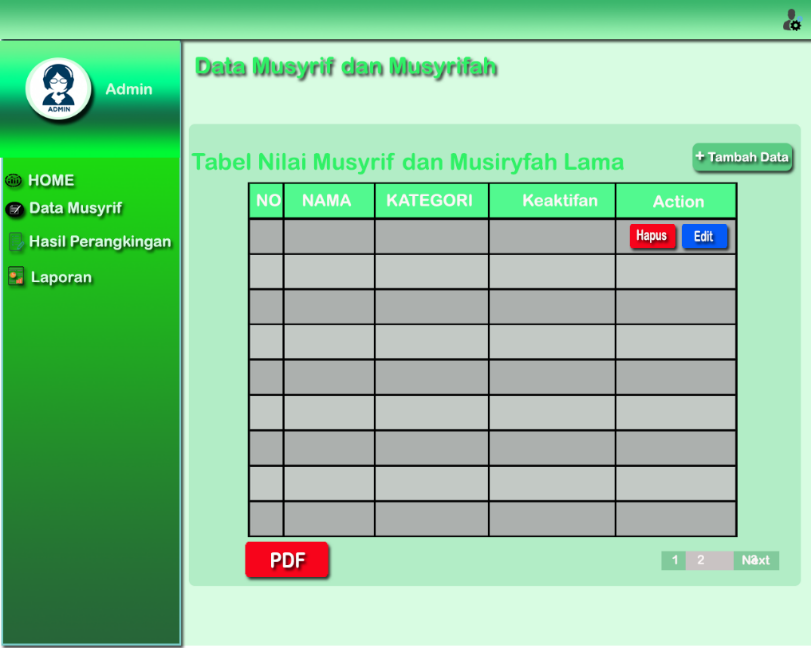 Data Musyrif dan Musyrifah
ADMIN
Admin
Tabel Nilai Musyrif dan Musiryfah Lama
+ Tambah Data
HOME
Data Musyrif
Hasil Perangkingan
Laporan
NO NAMA KATEGORI Keaktifan Action
Hapus Edit
PDF
1 2